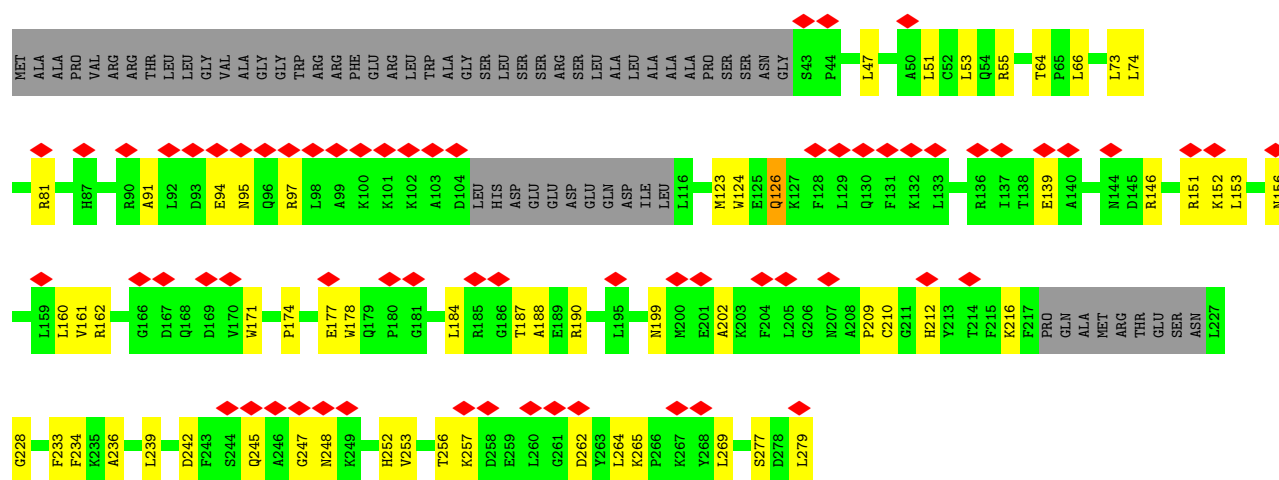 MET ALA ALA PRO VAL ARG ARG THR LEU LEU GLY VAL ALA GLY GLY TRP ARG ARG PHE GLU ARG LEU TRP ALA GLY SER LEU SER SER ARG SER LEU ALA LEU ALA ALA ALA PRO SER SER ASN GLY S43 P44 L47 A50 L51 C52 L53 Q54 R55 T64 P65 L66 L73 L74
R81 H87 R90 A91 L92 D93 E94 N95 Q96 R97 L98 A99 K100 K101 K102 A103 D104 LEU HIS ASP GLU GLU ASP GLU GLN ASP ILE LEU L116 M123 W124 E125 Q126 K127 F128 L129 Q130 F131 K132 L133 R136 I137 T138 E139 A140 N144 D145 R146 R151 K152 L153 N156
L159 L160 V161 R162 G166 D167 Q168 D169 V170 W171 P174 E177 W178 Q179 P180 G181 L184 R185 G186 T187 A188 E189 R190 L195 N199 M200 E201 A202 K203 F204 L205 G206 N207 A208 P209 C210 G211 H212 Y213 T214 F215 K216 F217 PRO GLN ALA MET ARG THR GLU SER ASN L227
G228 F233 F234 K235 A236 L239 D242 F243 S244 Q245 A246 G247 N248 K249 H252 V253 T256 K257 D258 E259 L260 G261 D262 Y263 L264 K265 P266 K267 Y268 L269 S277 D278 L279